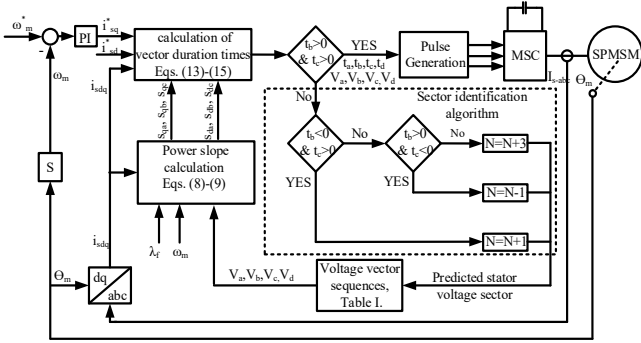 ω*m
-
ωm
PI
i*sq
i*sd
isdq
calculation of
vector duration times
Eqs. (13)-(15)
tb>0
& tc>0
YES
ta,tb,tc,td
Va,Vb,Vc,Vd
No
Pulse
Generation
MSC
Is-abc
SPMSM
Θm
Sector identification
algorithm
tb<0
& tc>0
No
tb>0
& tc<0
No
N=N+3
YES
YES
N=N-1
N=N+1
sqa, sqb, sqc
sda, sdb, sdc
Power slope
calculation
Eqs. (8)-(9)
λf
ωm
S
isdq
Θm
dq
abc
Va,Vb,Vc,Vd
Voltage vector
sequences,
Table I.
Predicted stator
voltage sector